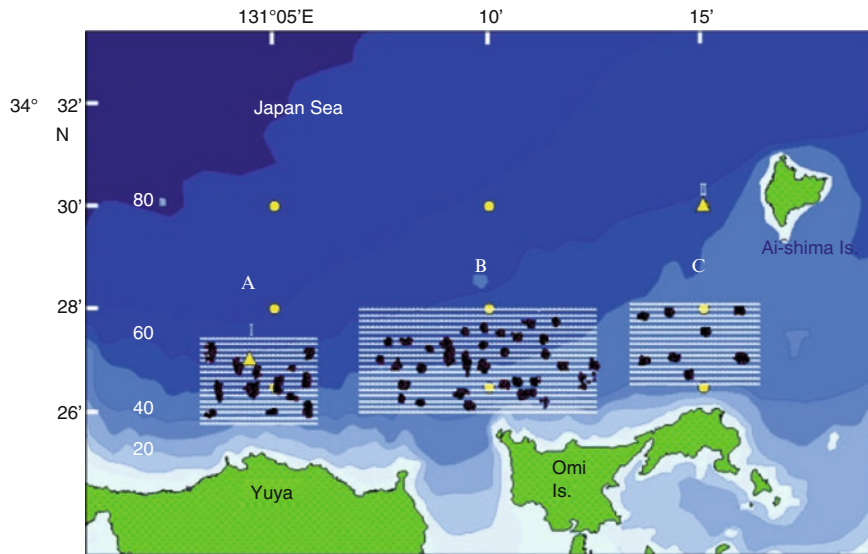 131°05'E 10' 15'
34° 32'
N
Japan Sea
80
30'
II
Ai-shima Is.
A
B
C
28'
I
60
26'
40
20
Yuya
Omi
Is.